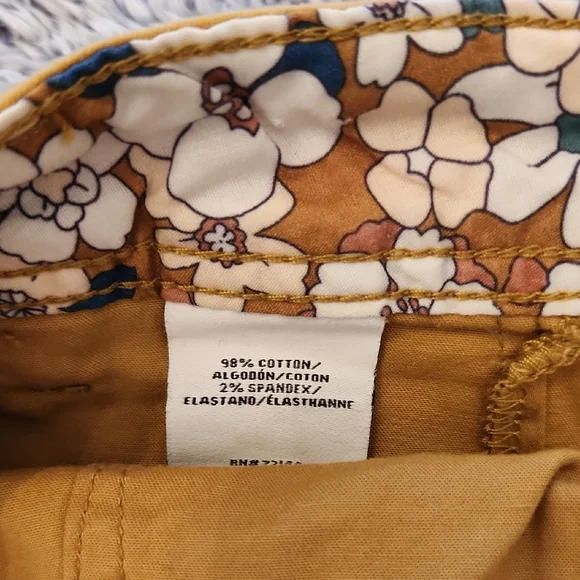 98% COTTON/
ALGODÓN/COTON
2% SPANDEX/
ELASTANO/ÉLASTHANNE